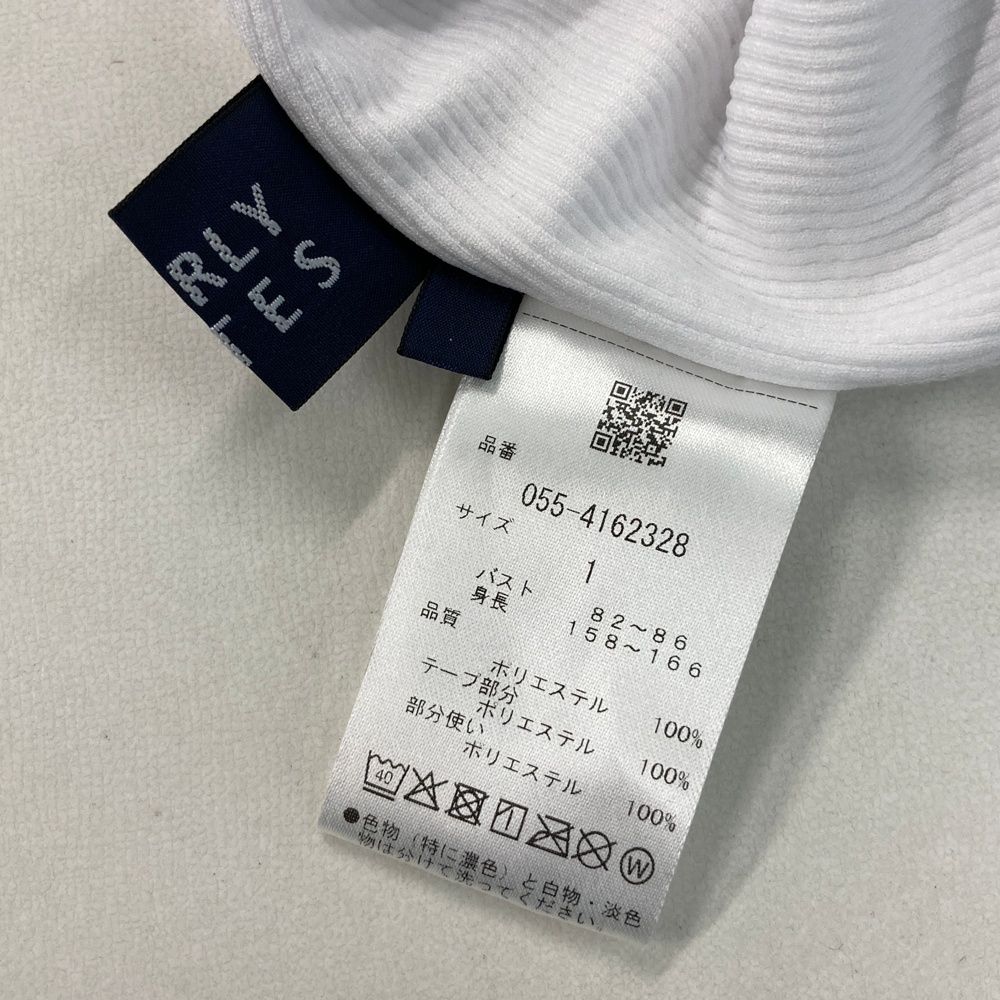 RLY
ES
品番
055-4162328
サイズ
1
バスト 82～86
身長 158～166
品質
ポリエステル 100%
テープ部分
ポリエステル 100%
部分使い
ポリエステル 100%
40
W
●色物（特に濃色）と白物・淡色
物は分けて洗ってください。